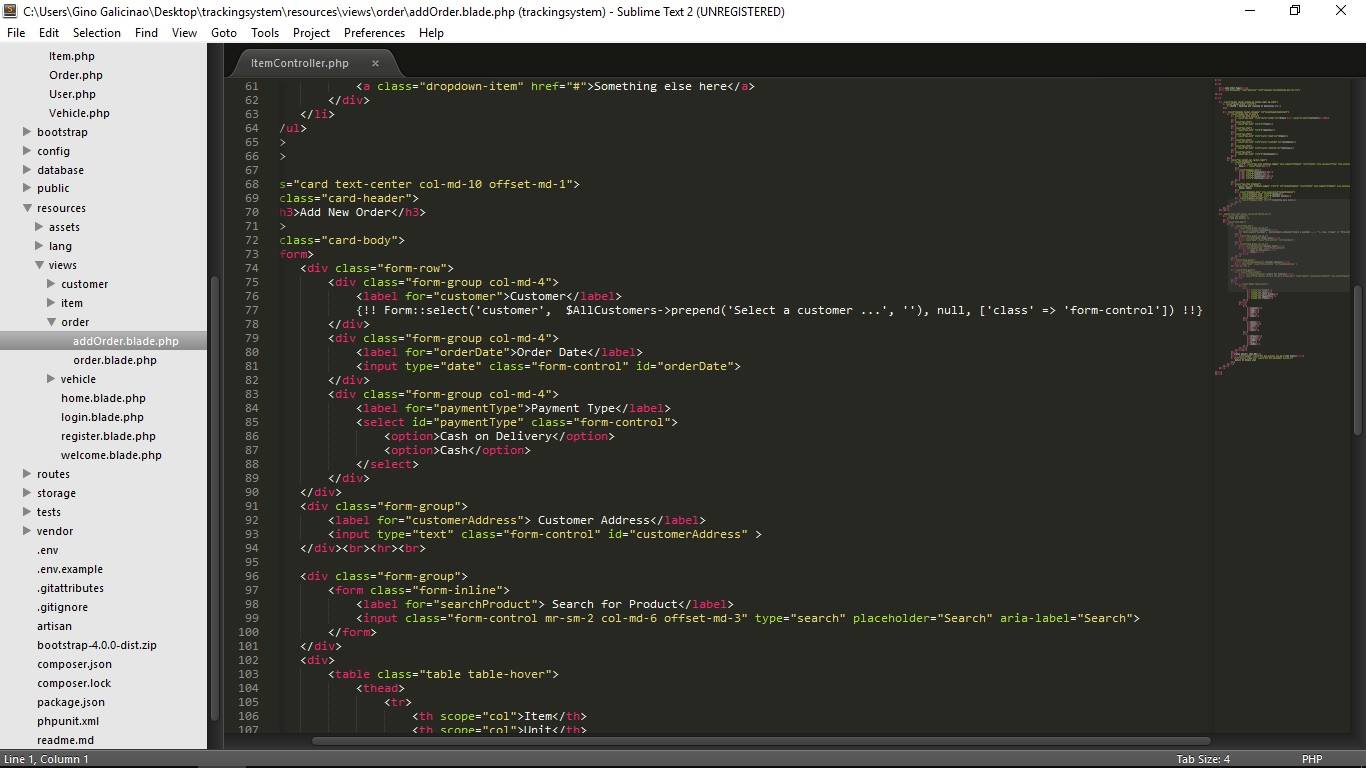 C:\Users\Gino Galicinao\Desktop\trackingsystem\resources\views\order\addOrder.blade.php (trackingsystem) - Sublime Text 2 (UNREGISTERED)
File Edit Selection Find View Goto Tools Project Preferences Help
Item.php
Order.php
User.php
Vehicle.php
bootstrap
config
database
public
resources
assets
lang
views
customer
item
order
addOrder.blade.php
order.blade.php
vehicle
home.blade.php
login.blade.php
register.blade.php
welcome.blade.php
routes
storage
tests
vendor
.env
.env.example
.gitattributes
.gitignore
artisan
bootstrap-4.0.0-dist.zip
composer.json
composer.lock
package.json
phpunit.xml
readme.md
ItemController.php ×
61 <a class="dropdown-item" href="#">Something else here</a>
62 </div>
63 </li>
64 /ul>
65 >
66 >
67
68 s="card text-center col-md-10 offset-md-1">
69 class="card-header">
70 h3>Add New Order</h3>
71 >
72 class="card-body">
73 form>
74 <div class="form-row">
75 <div class="form-group col-md-4">
76 <label for="customer">Customer</label>
77 {!! Form::select('customer',  $AllCustomers->prepend('Select a customer ...', ''), null, ['class' => 'form-control']) !!}
78 </div>
79 <div class="form-group col-md-4">
80 <label for="orderDate">Order Date</label>
81 <input type="date" class="form-control" id="orderDate">
82 </div>
83 <div class="form-group col-md-4">
84 <label for="paymentType">Payment Type</label>
85 <select id="paymentType" class="form-control">
86 <option>Cash on Delivery</option>
87 <option>Cash</option>
88 </select>
89 </div>
90 </div>
91 <div class="form-group">
92 <label for="customerAddress"> Customer Address</label>
93 <input type="text" class="form-control" id="customerAddress" >
94 </div><br><hr><br>
95
96 <div class="form-group">
97 <form class="form-inline">
98 <label for="searchProduct"> Search for Product</label>
99 <input class="form-control mr-sm-2 col-md-6 offset-md-3" type="search" placeholder="Search" aria-label="Search">
100 </form>
101 </div>
102 <div>
103 <table class="table table-hover">
104 <thead>
105 <tr>
106 <th scope="col">Item</th>
107 <th scope="col">Unit</th>
Line 1, Column 1
Tab Size: 4
PHP